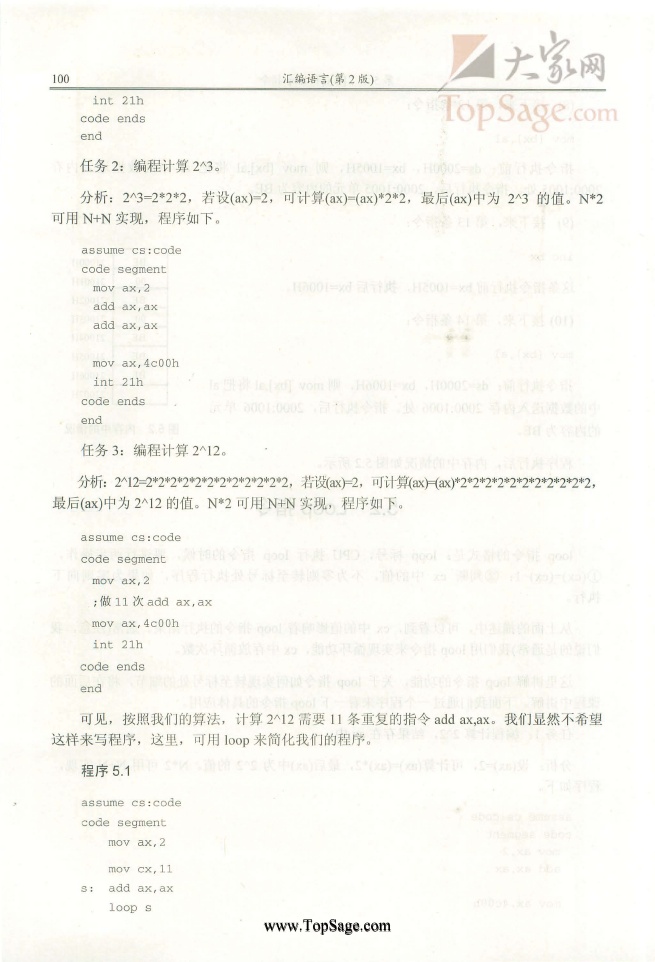 大家网
TopSage.com
100
汇编语言(第2版)
int 21h
code ends
end
任务 2：编程计算 2^3。
分析：2^3=2*2*2，若设(ax)=2，可计算(ax)=(ax)*2*2，最后(ax)中为 2^3 的值。N*2
可用 N+N 实现，程序如下。
assume cs:code
code segment
mov ax,2
add ax,ax
add ax,ax
mov ax,4c00h
int 21h
code ends
end
任务 3：编程计算 2^12。
分析：2^12=2*2*2*2*2*2*2*2*2*2*2*2，若设(ax)=2，可计算(ax)=(ax)*2*2*2*2*2*2*2*2*2*2*2，
最后(ax)中为 2^12 的值。N*2 可用 N+N 实现，程序如下。
assume cs:code
code segment
mov ax,2
;做 11 次 add ax,ax
mov ax,4c00h
int 21h
code ends
end
可见，按照我们的算法，计算 2^12 需要 11 条重复的指令 add ax,ax。我们显然不希望
这样来写程序，这里，可用 loop 来简化我们的程序。
程序 5.1
assume cs:code
code segment
mov ax,2
mov cx,11
s: add ax,ax
loop s
www.TopSage.com